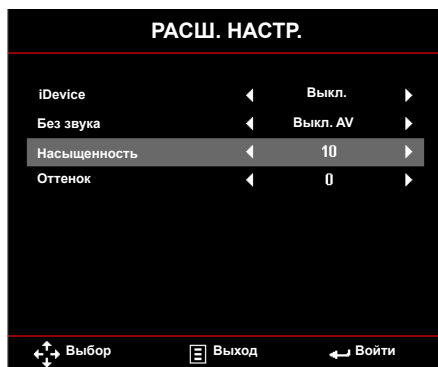 РАСШ. НАСТР.
iDevice Выкл.
Без звука Выкл. AV
Насыщенность 10
Оттенок 0
Выбор Выход Войти